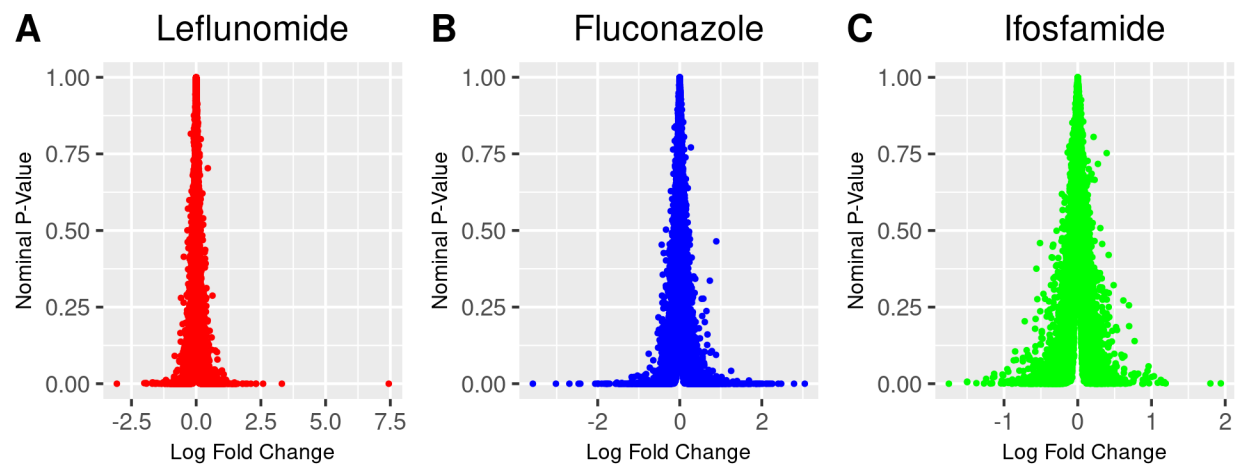 A Leflunomide
1.00
0.75
0.50
0.25
0.00
Nominal P-Value
-2.5 0.0 2.5 5.0 7.5
Log Fold Change
B Fluconazole
1.00
0.75
0.50
0.25
0.00
Nominal P-Value
-2 0 2
Log Fold Change
C Ifosfamide
1.00
0.75
0.50
0.25
0.00
Nominal P-Value
-1 0 1 2
Log Fold Change